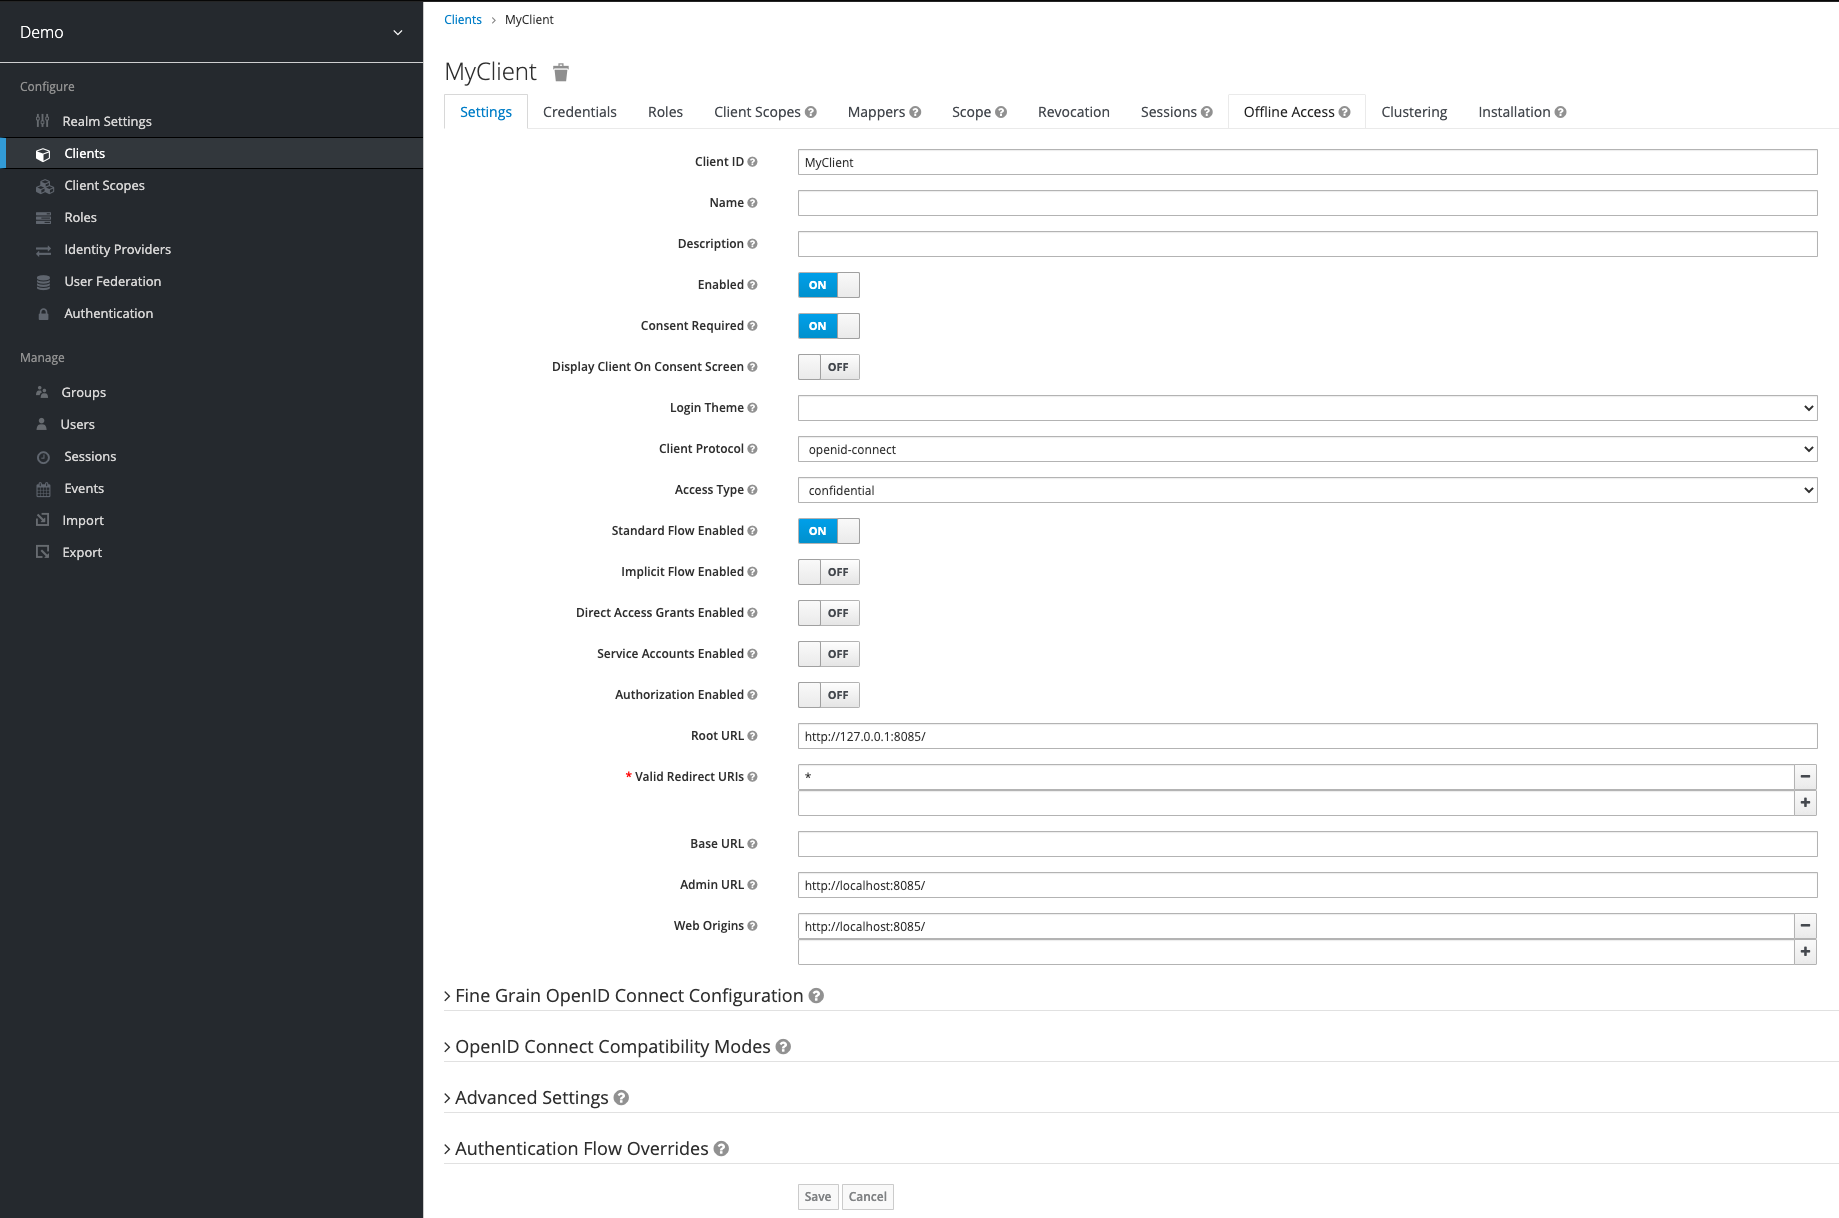 Demo
Configure
Realm Settings
Clients
Client Scopes
Roles
Identity Providers
User Federation
Authentication
Manage
Groups
Users
Sessions
Events
Import
Export
Clients > MyClient
MyClient
Settings Credentials Roles Client Scopes Mappers Scope Revocation Sessions Offline Access Clustering Installation
Client ID MyClient
Name
Description
Enabled ON
Consent Required ON
Display Client On Consent Screen OFF
Login Theme
Client Protocol openid-connect
Access Type confidential
Standard Flow Enabled ON
Implicit Flow Enabled OFF
Direct Access Grants Enabled OFF
Service Accounts Enabled OFF
Authorization Enabled OFF
Root URL http://127.0.0.1:8085/
* Valid Redirect URIs *
Base URL
Admin URL http://localhost:8085/
Web Origins http://localhost:8085/
Fine Grain OpenID Connect Configuration
OpenID Connect Compatibility Modes
Advanced Settings
Authentication Flow Overrides
Save Cancel